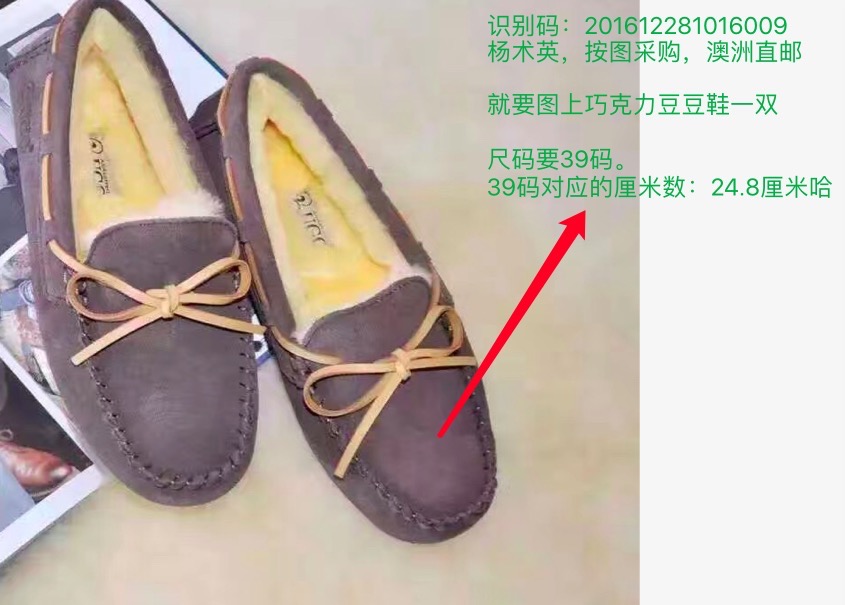 识别码：201612281016009
杨术英，按图采购，澳洲直邮
就要图上巧克力豆豆鞋一双
尺码要39码。
39码对应的厘米数：24.8厘米哈